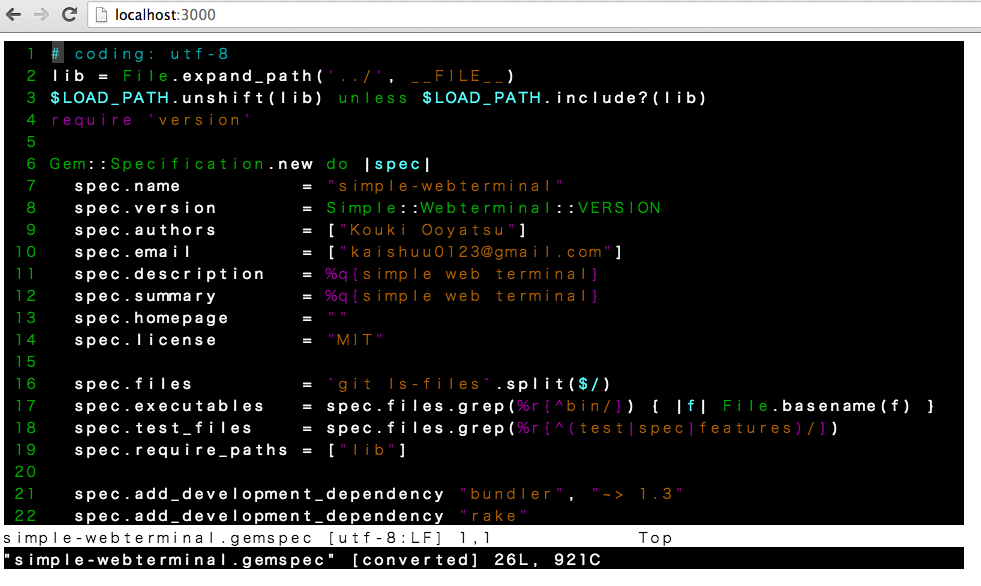 localhost:3000
1 # coding: utf-8
2 lib = File.expand_path('../', __FILE__)
3 $LOAD_PATH.unshift(lib) unless $LOAD_PATH.include?(lib)
4 require 'version'
5
6 Gem::Specification.new do |spec|
7   spec.name          = "simple-webterminal"
8   spec.version       = Simple::Webterminal::VERSION
9   spec.authors       = ["Kouki Ooyatsu"]
10   spec.email         = ["kaishuu0123@gmail.com"]
11   spec.description   = %q{simple web terminal}
12   spec.summary       = %q{simple web terminal}
13   spec.homepage      = ""
14   spec.license       = "MIT"
15
16   spec.files         = `git ls-files`.split($/)
17   spec.executables   = spec.files.grep(%r{^bin/}) { |f| File.basename(f) }
18   spec.test_files    = spec.files.grep(%r{^(test|spec|features)/})
19   spec.require_paths = ["lib"]
20
21   spec.add_development_dependency "bundler", "~> 1.3"
22   spec.add_development_dependency "rake"
simple-webterminal.gemspec [utf-8:LF] 1,1 Top
"simple-webterminal.gemspec" [converted] 26L, 921C